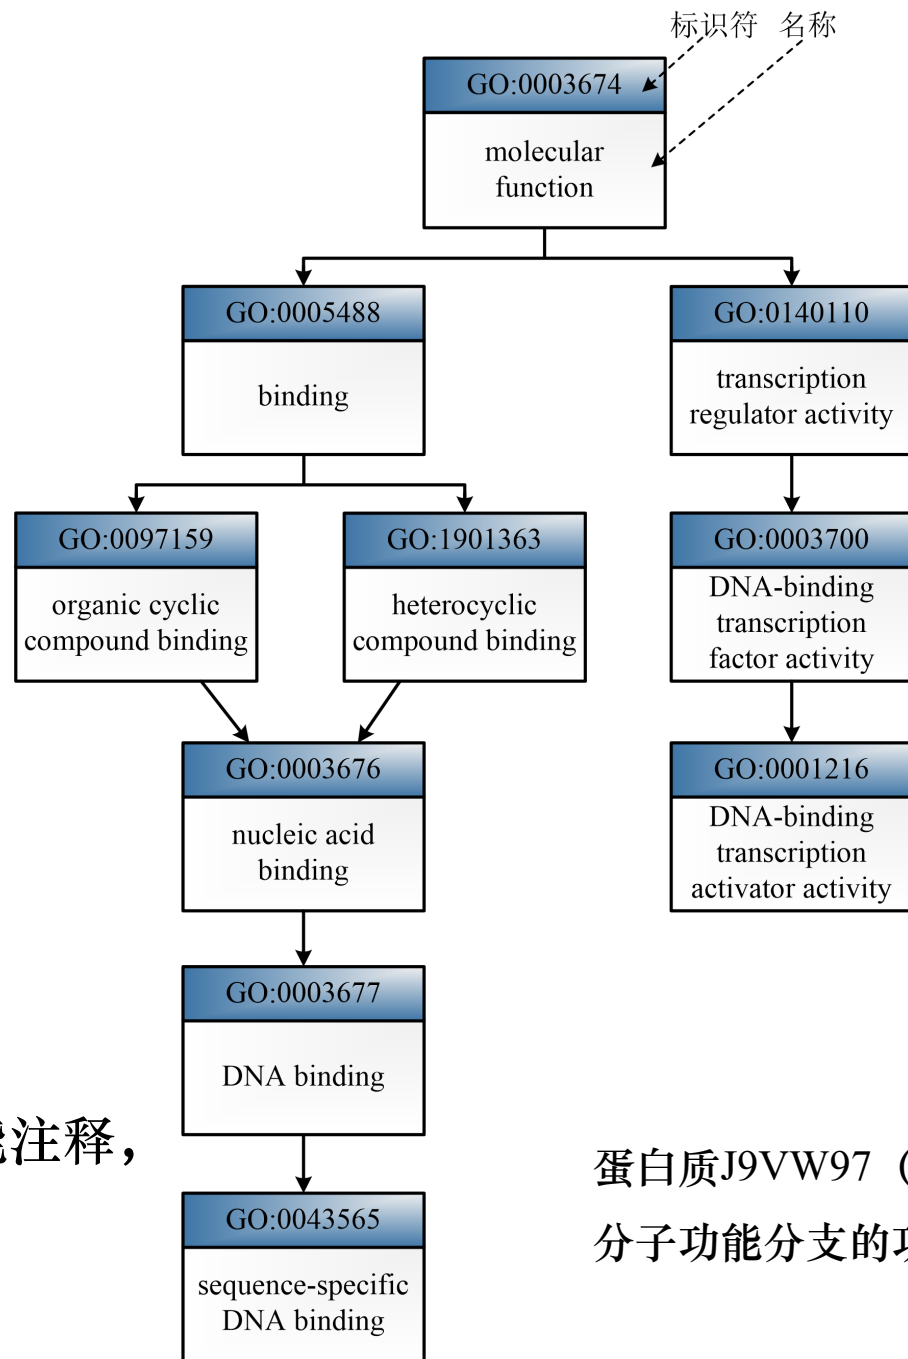 标识符 名称
GO:0003674
molecular
function
GO:0005488
binding
GO:0140110
transcription
regulator activity
GO:0097159
organic cyclic
compound binding
GO:1901363
heterocyclic
compound binding
GO:0003700
DNA-binding
transcription
factor activity
GO:0003676
nucleic acid
binding
GO:0001216
DNA-binding
transcription
activator activity
GO:0003677
DNA binding
注释，
蛋白质J9VW97（
分子功能分支的
GO:0043565
sequence-specific
DNA binding